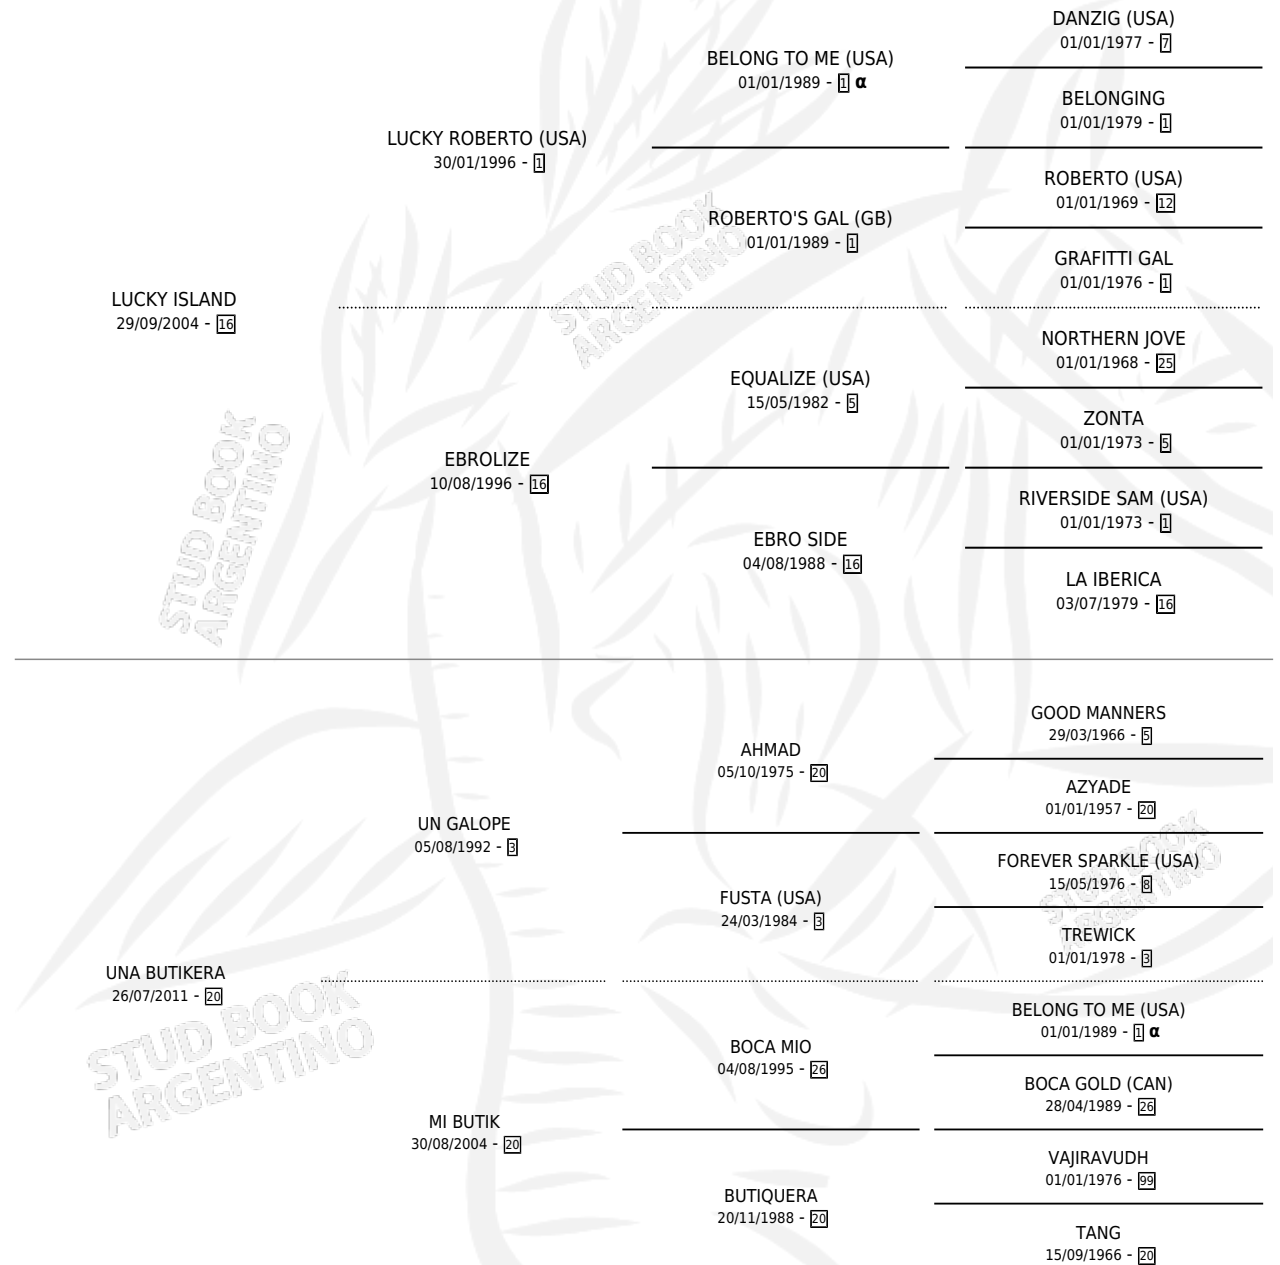 DANZIG (USA)
01/01/1977 - 7
BELONG TO ME (USA)
01/01/1989 - 1 α
BELONGING
01/01/1979 - 1
LUCKY ROBERTO (USA)
30/01/1996 - 1
ROBERTO (USA)
01/01/1969 - 12
ROBERTO'S GAL (GB)
01/01/1989 - 1
GRAFITTI GAL
01/01/1976 - 1
LUCKY ISLAND
29/09/2004 - 16
NORTHERN JOVE
01/01/1968 - 25
EQUALIZE (USA)
15/05/1982 - 5
ZONTA
01/01/1973 - 5
EBROLIZE
10/08/1996 - 16
RIVERSIDE SAM (USA)
01/01/1973 - 1
EBRO SIDE
04/08/1988 - 16
LA IBERICA
03/07/1979 - 16
GOOD MANNERS
29/03/1966 - 5
AHMAD
05/10/1975 - 20
AZYADE
01/01/1957 - 20
UN GALOPE
05/08/1992 - 3
FOREVER SPARKLE (USA)
15/05/1976 - 8
FUSTA (USA)
24/03/1984 - 3
TREWICK
01/01/1978 - 3
UNA BUTIKERA
26/07/2011 - 20
BELONG TO ME (USA)
01/01/1989 - 1 α
BOCA MIO
04/08/1995 - 26
BOCA GOLD (CAN)
28/04/1989 - 26
MI BUTIK
30/08/2004 - 20
VAJIRAVUDH
01/01/1976 - 99
BUTIQUERA
20/11/1988 - 20
TANG
15/09/1966 - 20
STUD BOOK
ARGENTINO
STUD BOOK
ARGENTINO
STUD BOOK
ARGENTINO
STUD BOOK
ARGENTINO